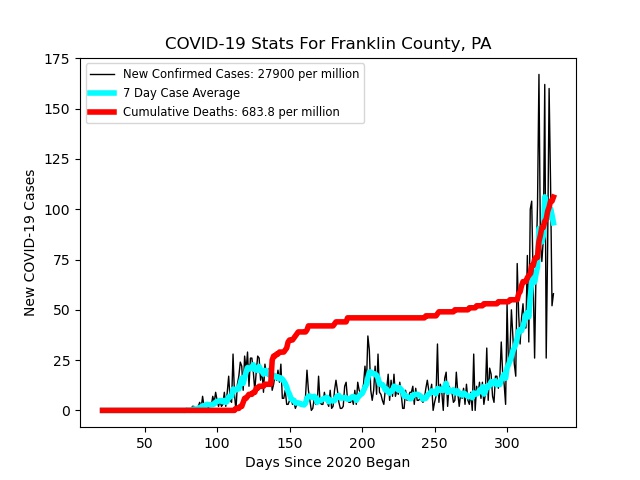 COVID-19 Stats For Franklin County, PA
New Confirmed Cases: 27900 per million
7 Day Case Average
Cumulative Deaths: 683.8 per million
New COVID-19 Cases
175
150
125
100
75
50
25
0
50 100 150 200 250 300
Days Since 2020 Began